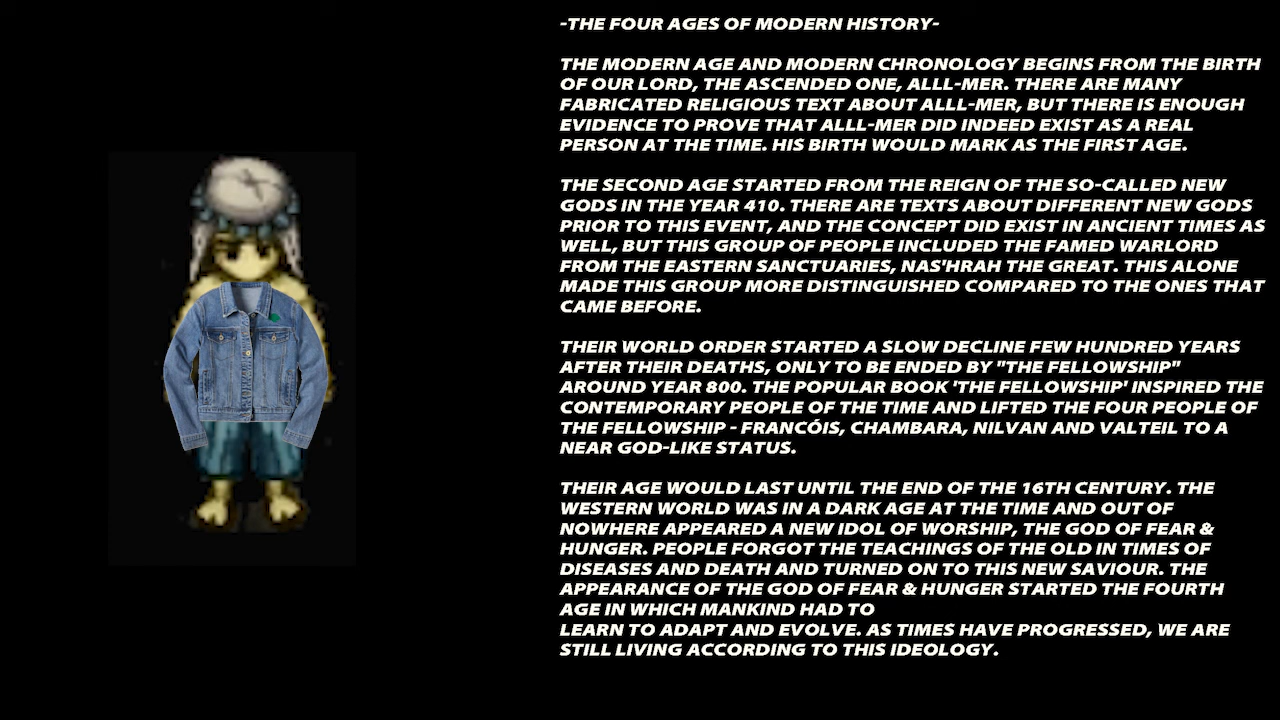 -THE FOUR AGES OF MODERN HISTORY-
THE MODERN AGE AND MODERN CHRONOLOGY BEGINS FROM THE BIRTH
OF OUR LORD, THE ASCENDED ONE, ALLL-MER. THERE ARE MANY
FABRICATED RELIGIOUS TEXT ABOUT ALLL-MER, BUT THERE IS ENOUGH
EVIDENCE TO PROVE THAT ALLL-MER DID INDEED EXIST AS A REAL
PERSON AT THE TIME. HIS BIRTH WOULD MARK AS THE FIRST AGE.
THE SECOND AGE STARTED FROM THE REIGN OF THE SO-CALLED NEW
GODS IN THE YEAR 410. THERE ARE TEXTS ABOUT DIFFERENT NEW GODS
PRIOR TO THIS EVENT, AND THE CONCEPT DID EXIST IN ANCIENT TIMES AS
WELL, BUT THIS GROUP OF PEOPLE INCLUDED THE FAMED WARLORD
FROM THE EASTERN SANCTUARIES, NAS'HRAH THE GREAT. THIS ALONE
MADE THIS GROUP MORE DISTINGUISHED COMPARED TO THE ONES THAT
CAME BEFORE.
THEIR WORLD ORDER STARTED A SLOW DECLINE FEW HUNDRED YEARS
AFTER THEIR DEATHS, ONLY TO BE ENDED BY "THE FELLOWSHIP"
AROUND YEAR 800. THE POPULAR BOOK 'THE FELLOWSHIP' INSPIRED THE
CONTEMPORARY PEOPLE OF THE TIME AND LIFTED THE FOUR PEOPLE OF
THE FELLOWSHIP - FRANCÓIS, CHAMBARA, NILVAN AND VALTEIL TO A
NEAR GOD-LIKE STATUS.
THEIR AGE WOULD LAST UNTIL THE END OF THE 16TH CENTURY. THE
WESTERN WORLD WAS IN A DARK AGE AT THE TIME AND OUT OF
NOWHERE APPEARED A NEW IDOL OF WORSHIP, THE GOD OF FEAR &
HUNGER. PEOPLE FORGOT THE TEACHINGS OF THE OLD IN TIMES OF
DISEASES AND DEATH AND TURNED ON TO THIS NEW SAVIOUR. THE
APPEARANCE OF THE GOD OF FEAR & HUNGER STARTED THE FOURTH
AGE IN WHICH MANKIND HAD TO
LEARN TO ADAPT AND EVOLVE. AS TIMES HAVE PROGRESSED, WE ARE
STILL LIVING ACCORDING TO THIS IDEOLOGY.